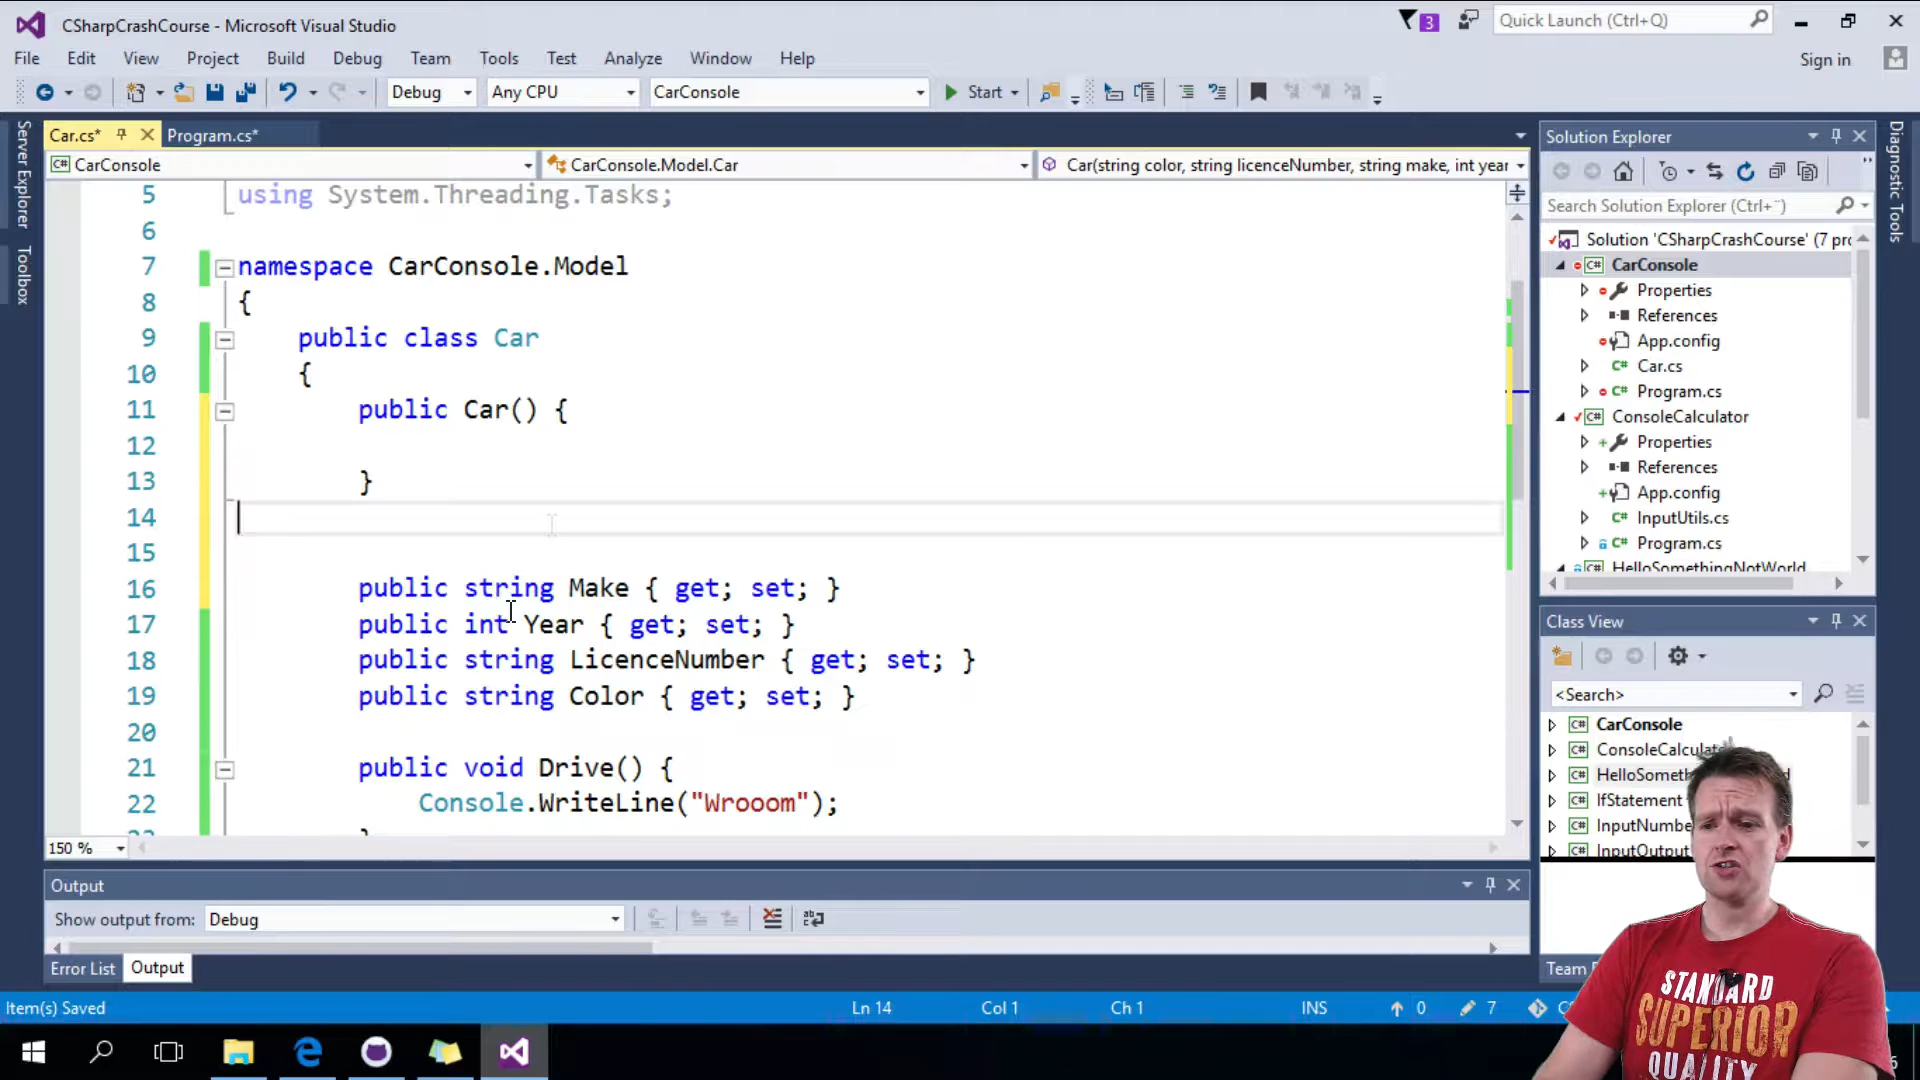 CSharpCrashCourse - Microsoft Visual Studio
3
Quick Launch (Ctrl+Q)
File Edit View Project Build Debug Team Tools Test Analyze Window Help
Sign in
Debug Any CPU CarConsole Start
Server Explorer
Toolbox
Car.cs* Program.cs*
CarConsole CarConsole.Model.Car Car(string color, string licenceNumber, string make, int year
5 using System.Threading.Tasks;
6
7 namespace CarConsole.Model
8 {
9 public class Car
10 {
11 public Car() {
12
13 }
14
15
16 public string Make { get; set; }
17 public int Year { get; set; }
18 public string LicenceNumber { get; set; }
19 public string Color { get; set; }
20
21 public void Drive() {
22 Console.WriteLine("Wrooom");
150 %
Output
Show output from: Debug
Error List Output
Item(s) Saved Ln 14 Col 1 Ch 1 INS 0 7
Solution Explorer
Search Solution Explorer (Ctrl+¨)
Solution 'CSharpCrashCourse' (7 pr
CarConsole
Properties
References
App.config
Car.cs
Program.cs
ConsoleCalculator
Properties
References
App.config
InputUtils.cs
Program.cs
HelloSomethingNotWorld
Class View
<Search>
CarConsole
ConsoleCalculat
HelloSometh
IfStatement
InputNumbe
InputOutput
Team
Diagnostic Tools
STANDARD
SUPERIOR
QUALITY